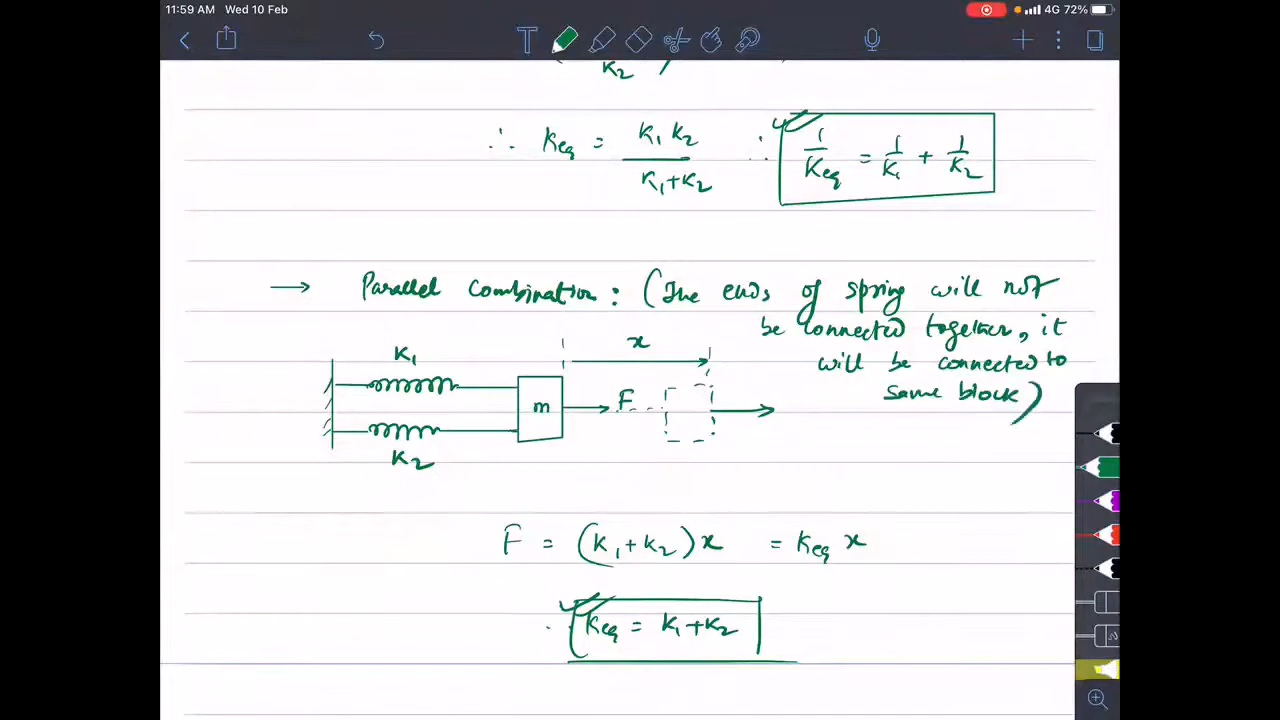 11:59 AM Wed 10 Feb 4G 72%
K₂
∴ Keq = K₁ K₂ / K₁+K₂ ∴ 1/Keq = 1/K₁ + 1/K₂
→ Parallel Combination: (The ends of spring will not
be connected together, it
will be connected to
same block)
K₁
x
m
F
K₂
F = (K₁+K₂)x = Keq x
∴ Keq = K₁+K₂